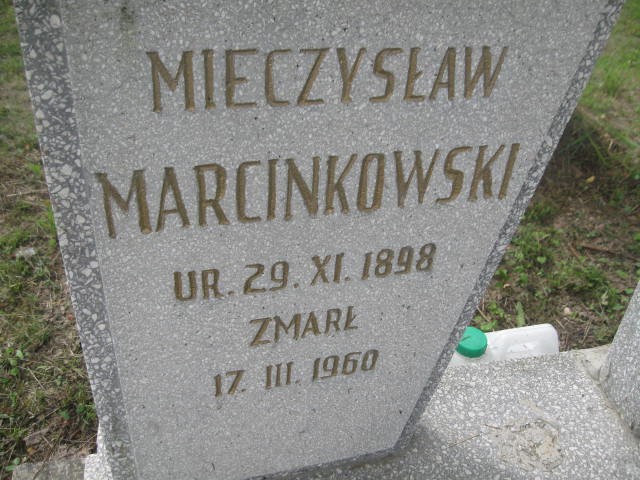 MIECZYSŁAW
MARCINKOWSKI
UR. 29. XI. 1898
ZMARŁ
17. III. 1960